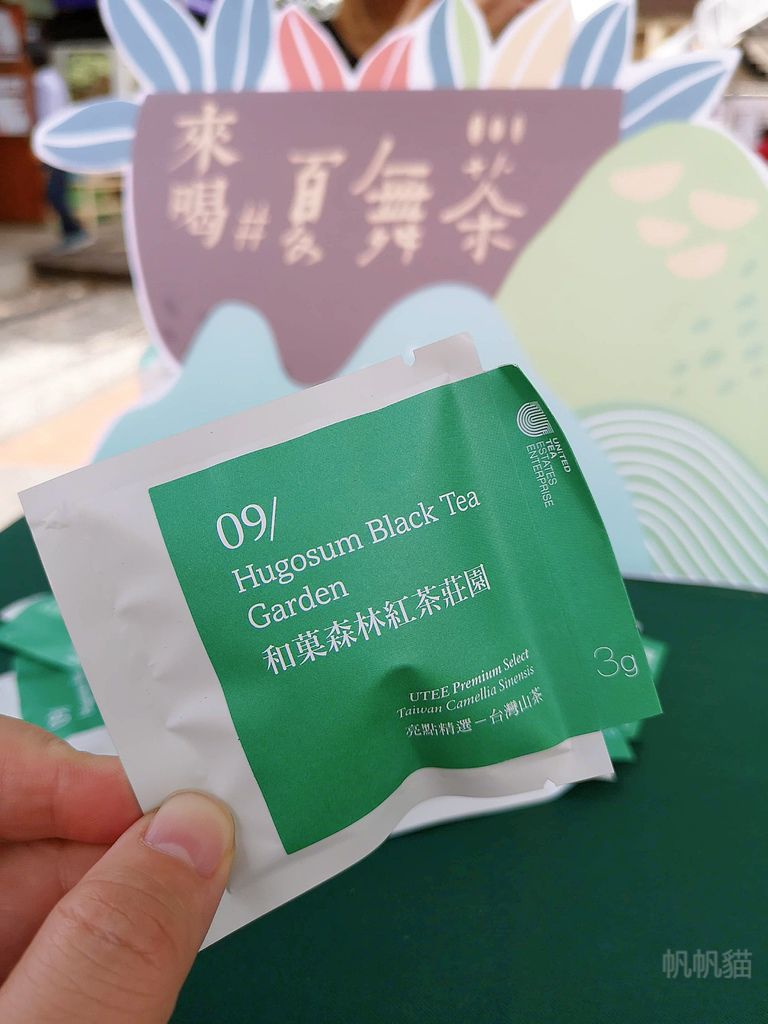 來喝#夏無茶
09/
Hugosum Black Tea
Garden
和菓森林紅茶莊園
UTEE Premium Select
Taiwan Camellia Sinensis
亮點精選－台灣山茶
UNITED
TEA
ESTATES
ENTERPRISE
3g
帆帆貓